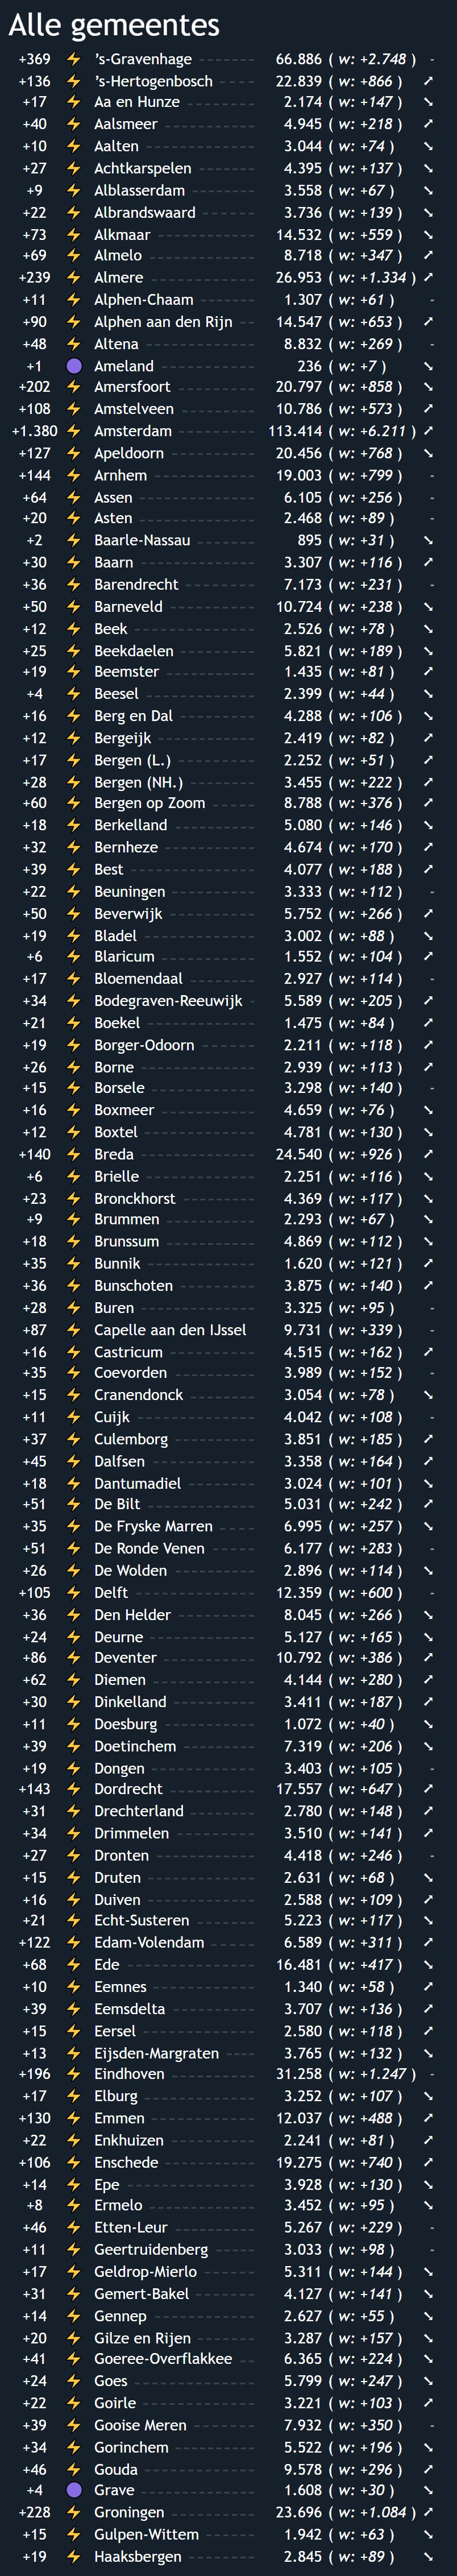 Alle gemeentes
+369 ⚡ ’s-Gravenhage 66.886 ( w: +2.748 ) -
+136 ⚡ ’s-Hertogenbosch 22.839 ( w: +866 ) ➚
+17 ⚡ Aa en Hunze 2.174 ( w: +147 ) ➘
+40 ⚡ Aalsmeer 4.945 ( w: +218 ) ➚
+10 ⚡ Aalten 3.044 ( w: +74 ) ➘
+27 ⚡ Achtkarspelen 4.395 ( w: +137 ) ➘
+9 ⚡ Alblasserdam 3.558 ( w: +67 ) ➘
+22 ⚡ Albrandswaard 3.736 ( w: +139 ) ➘
+73 ⚡ Alkmaar 14.532 ( w: +559 ) ➘
+69 ⚡ Almelo 8.718 ( w: +347 ) ➚
+239 ⚡ Almere 26.953 ( w: +1.334 ) ➚
+11 ⚡ Alphen-Chaam 1.307 ( w: +61 ) -
+90 ⚡ Alphen aan den Rijn 14.547 ( w: +653 ) ➚
+48 ⚡ Altena 8.832 ( w: +269 ) -
+1 Ameland 236 ( w: +7 ) ➘
+202 ⚡ Amersfoort 20.797 ( w: +858 ) ➘
+108 ⚡ Amstelveen 10.786 ( w: +573 ) ➚
+1.380 ⚡ Amsterdam 113.414 ( w: +6.211 ) ➚
+127 ⚡ Apeldoorn 20.456 ( w: +768 ) ➘
+144 ⚡ Arnhem 19.003 ( w: +799 ) -
+64 ⚡ Assen 6.105 ( w: +256 ) -
+20 ⚡ Asten 2.468 ( w: +89 ) -
+2 ⚡ Baarle-Nassau 895 ( w: +31 ) ➘
+30 ⚡ Baarn 3.307 ( w: +116 ) ➚
+36 ⚡ Barendrecht 7.173 ( w: +231 ) -
+50 ⚡ Barneveld 10.724 ( w: +238 ) ➘
+12 ⚡ Beek 2.526 ( w: +78 ) ➘
+25 ⚡ Beekdaelen 5.821 ( w: +189 ) ➘
+19 ⚡ Beemster 1.435 ( w: +81 ) ➚
+4 ⚡ Beesel 2.399 ( w: +44 ) ➘
+16 ⚡ Berg en Dal 4.288 ( w: +106 ) ➘
+12 ⚡ Bergeijk 2.419 ( w: +82 ) ➚
+17 ⚡ Bergen (L.) 2.252 ( w: +51 ) ➚
+28 ⚡ Bergen (NH.) 3.455 ( w: +222 ) ➚
+60 ⚡ Bergen op Zoom 8.788 ( w: +376 ) ➚
+18 ⚡ Berkelland 5.080 ( w: +146 ) ➘
+32 ⚡ Bernheze 4.674 ( w: +170 ) ➚
+39 ⚡ Best 4.077 ( w: +188 ) ➚
+22 ⚡ Beuningen 3.333 ( w: +112 ) -
+50 ⚡ Beverwijk 5.752 ( w: +266 ) ➚
+19 ⚡ Bladel 3.002 ( w: +88 ) ➘
+6 ⚡ Blaricum 1.552 ( w: +104 ) ➚
+17 ⚡ Bloemendaal 2.927 ( w: +114 ) -
+34 ⚡ Bodegraven-Reeuwijk 5.589 ( w: +205 ) ➚
+21 ⚡ Boekel 1.475 ( w: +84 ) ➚
+19 ⚡ Borger-Odoorn 2.211 ( w: +118 ) ➚
+26 ⚡ Borne 2.939 ( w: +113 ) ➚
+15 ⚡ Borsele 3.298 ( w: +140 ) -
+16 ⚡ Boxmeer 4.659 ( w: +76 ) ➘
+12 ⚡ Boxtel 4.781 ( w: +130 ) ➘
+140 ⚡ Breda 24.540 ( w: +926 ) ➚
+6 ⚡ Brielle 2.251 ( w: +116 ) ➘
+23 ⚡ Bronckhorst 4.369 ( w: +117 ) ➘
+9 ⚡ Brummen 2.293 ( w: +67 ) ➘
+18 ⚡ Brunssum 4.869 ( w: +112 ) ➘
+35 ⚡ Bunnik 1.620 ( w: +121 ) ➚
+36 ⚡ Bunschoten 3.875 ( w: +140 ) ➚
+28 ⚡ Buren 3.325 ( w: +95 ) -
+87 ⚡ Capelle aan den IJssel 9.731 ( w: +339 ) -
+16 ⚡ Castricum 4.515 ( w: +162 ) ➚
+35 ⚡ Coevorden 3.989 ( w: +152 ) -
+15 ⚡ Cranendonck 3.054 ( w: +78 ) ➘
+11 ⚡ Cuijk 4.042 ( w: +108 ) -
+37 ⚡ Culemborg 3.851 ( w: +185 ) ➚
+45 ⚡ Dalfsen 3.358 ( w: +164 ) ➚
+18 ⚡ Dantumadiel 3.024 ( w: +101 ) ➘
+51 ⚡ De Bilt 5.031 ( w: +242 ) ➚
+35 ⚡ De Fryske Marren 6.995 ( w: +257 ) ➘
+51 ⚡ De Ronde Venen 6.177 ( w: +283 ) -
+26 ⚡ De Wolden 2.896 ( w: +114 ) ➘
+105 ⚡ Delft 12.359 ( w: +600 ) -
+36 ⚡ Den Helder 8.045 ( w: +266 ) ➘
+24 ⚡ Deurne 5.127 ( w: +165 ) ➘
+86 ⚡ Deventer 10.792 ( w: +386 ) ➚
+62 ⚡ Diemen 4.144 ( w: +280 ) ➚
+30 ⚡ Dinkelland 3.411 ( w: +187 ) ➚
+11 ⚡ Doesburg 1.072 ( w: +40 ) ➘
+39 ⚡ Doetinchem 7.319 ( w: +206 ) ➘
+19 ⚡ Dongen 3.403 ( w: +105 ) -
+143 ⚡ Dordrecht 17.557 ( w: +647 ) ➚
+31 ⚡ Drechterland 2.780 ( w: +148 ) ➚
+34 ⚡ Drimmelen 3.510 ( w: +141 ) ➚
+27 ⚡ Dronten 4.418 ( w: +246 ) -
+15 ⚡ Druten 2.631 ( w: +68 ) ➘
+16 ⚡ Duiven 2.588 ( w: +109 ) ➚
+21 ⚡ Echt-Susteren 5.223 ( w: +117 ) ➘
+122 ⚡ Edam-Volendam 6.589 ( w: +311 ) ➚
+68 ⚡ Ede 16.481 ( w: +417 ) ➘
+10 ⚡ Eemnes 1.340 ( w: +58 ) ➚
+39 ⚡ Eemsdelta 3.707 ( w: +136 ) ➚
+15 ⚡ Eersel 2.580 ( w: +118 ) ➚
+13 ⚡ Eijsden-Margraten 3.765 ( w: +132 ) ➘
+196 ⚡ Eindhoven 31.258 ( w: +1.247 ) -
+17 ⚡ Elburg 3.252 ( w: +107 ) ➘
+130 ⚡ Emmen 12.037 ( w: +488 ) ➚
+22 ⚡ Enkhuizen 2.241 ( w: +81 ) ➚
+106 ⚡ Enschede 19.275 ( w: +740 ) ➚
+14 ⚡ Epe 3.928 ( w: +130 ) ➘
+8 ⚡ Ermelo 3.452 ( w: +95 ) ➘
+46 ⚡ Etten-Leur 5.267 ( w: +229 ) -
+11 ⚡ Geertruidenberg 3.033 ( w: +98 ) -
+17 ⚡ Geldrop-Mierlo 5.311 ( w: +144 ) ➘
+31 ⚡ Gemert-Bakel 4.127 ( w: +141 ) ➘
+14 ⚡ Gennep 2.627 ( w: +55 ) ➘
+20 ⚡ Gilze en Rijen 3.287 ( w: +157 ) ➘
+41 ⚡ Goeree-Overflakkee 6.365 ( w: +224 ) ➘
+24 ⚡ Goes 5.799 ( w: +247 ) ➘
+22 ⚡ Goirle 3.221 ( w: +103 ) ➚
+39 ⚡ Gooise Meren 7.932 ( w: +350 ) -
+34 ⚡ Gorinchem 5.522 ( w: +196 ) ➘
+46 ⚡ Gouda 9.578 ( w: +296 ) ➚
+4 Grave 1.608 ( w: +30 ) ➘
+228 ⚡ Groningen 23.696 ( w: +1.084 ) ➚
+15 ⚡ Gulpen-Wittem 1.942 ( w: +63 ) ➘
+19 ⚡ Haaksbergen 2.845 ( w: +89 ) ➘